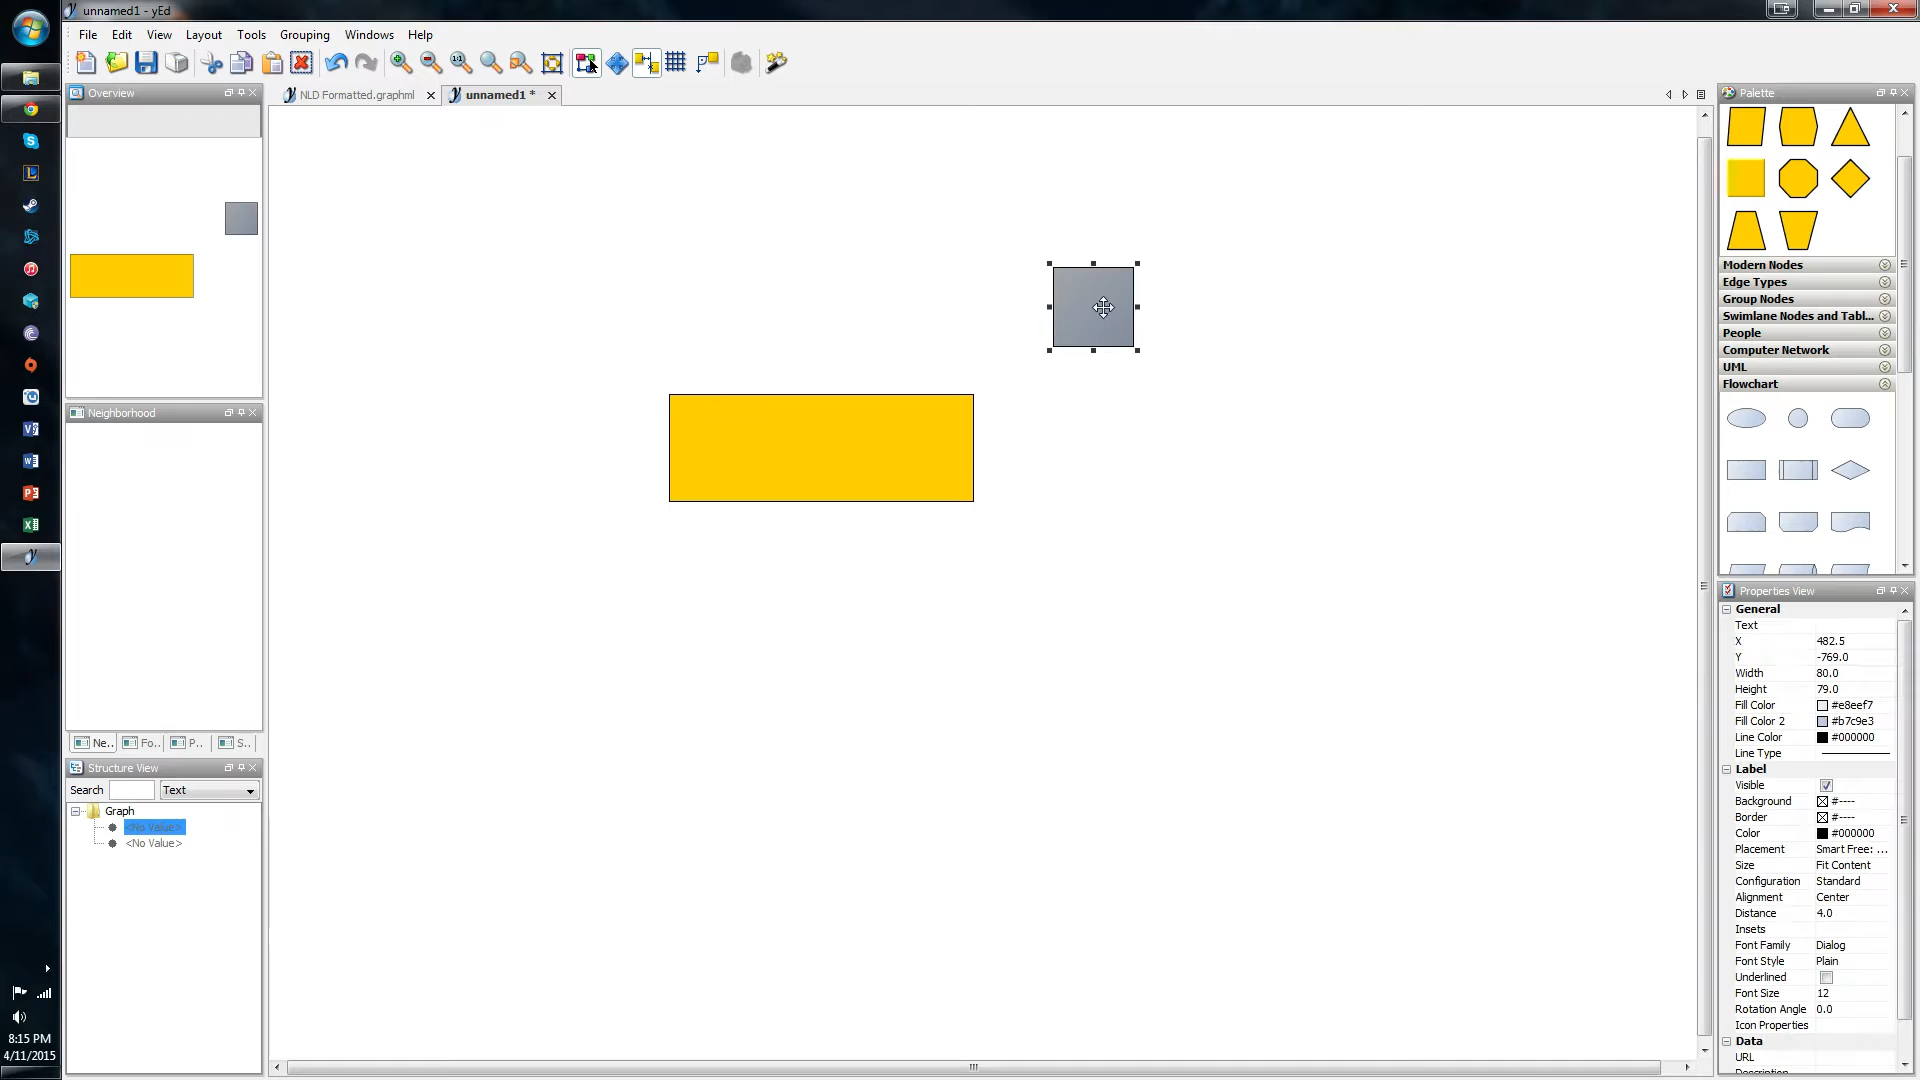 unnamed1 - yEd
File Edit View Layout Tools Grouping Windows Help
Overview
NLD Formatted.graphml
unnamed1 *
Palette
Modern Nodes
Edge Types
Group Nodes
Swimlane Nodes and Tabl...
People
Computer Network
UML
Flowchart
Neighborhood
Ne.. Fo.. P.. S..
Structure View
Search Text
Graph
<No Value>
<No Value>
Properties View
General
Text
X 482.5
Y -769.0
Width 80.0
Height 79.0
Fill Color #e8eef7
Fill Color 2 #b7c9e3
Line Color #000000
Line Type
Label
Visible
Background #----
Border #----
Color #000000
Placement Smart Free: ...
Size Fit Content
Configuration Standard
Alignment Center
Distance 4.0
Insets
Font Family Dialog
Font Style Plain
Underlined
Font Size 12
Rotation Angle 0.0
Icon Properties
Data
URL
Description
8:15 PM
4/11/2015